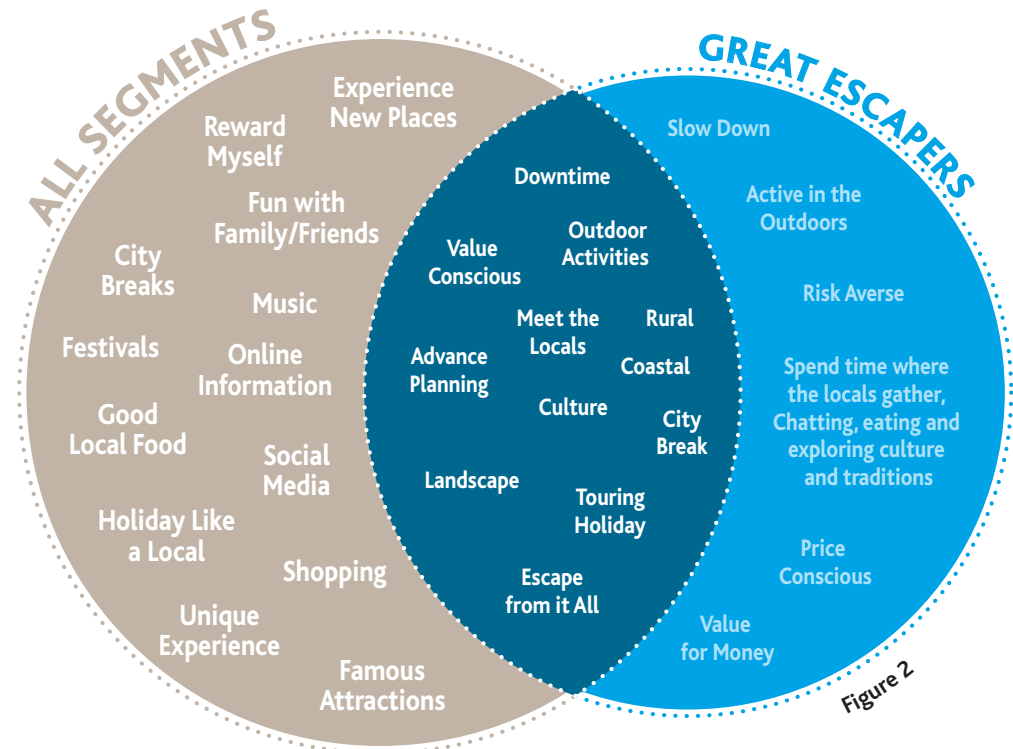 ALL SEGMENTS
Experience
New Places
Reward
Myself
Fun with
Family/Friends
City
Breaks
Music
Festivals
Online
Information
Good
Local Food
Social
Media
Holiday Like
a Local
Shopping
Unique
Experience
Famous
Attractions
Downtime
Outdoor
Activities
Value
Conscious
Meet the
Locals
Rural
Advance
Planning
Coastal
Culture
City
Break
Landscape
Touring
Holiday
Escape
from it All
GREAT ESCAPERS
Slow Down
Active in the
Outdoors
Risk Averse
Spend time where
the locals gather,
Chatting, eating and
exploring culture
and traditions
Price
Conscious
Value
for Money
Figure 2